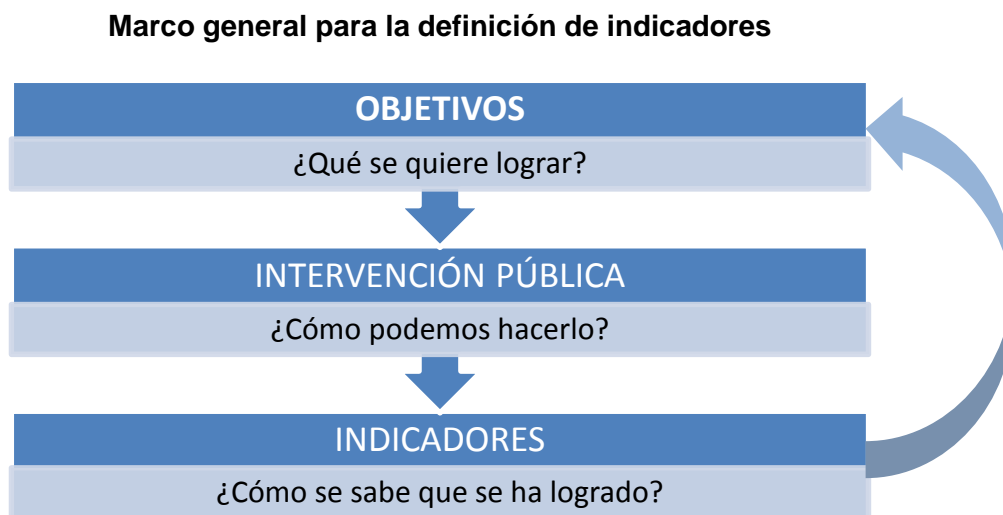 Marco general para la definición de indicadores
OBJETIVOS
¿Qué se quiere lograr?
INTERVENCIÓN PÚBLICA
¿Cómo podemos hacerlo?
INDICADORES
¿Cómo se sabe que se ha logrado?